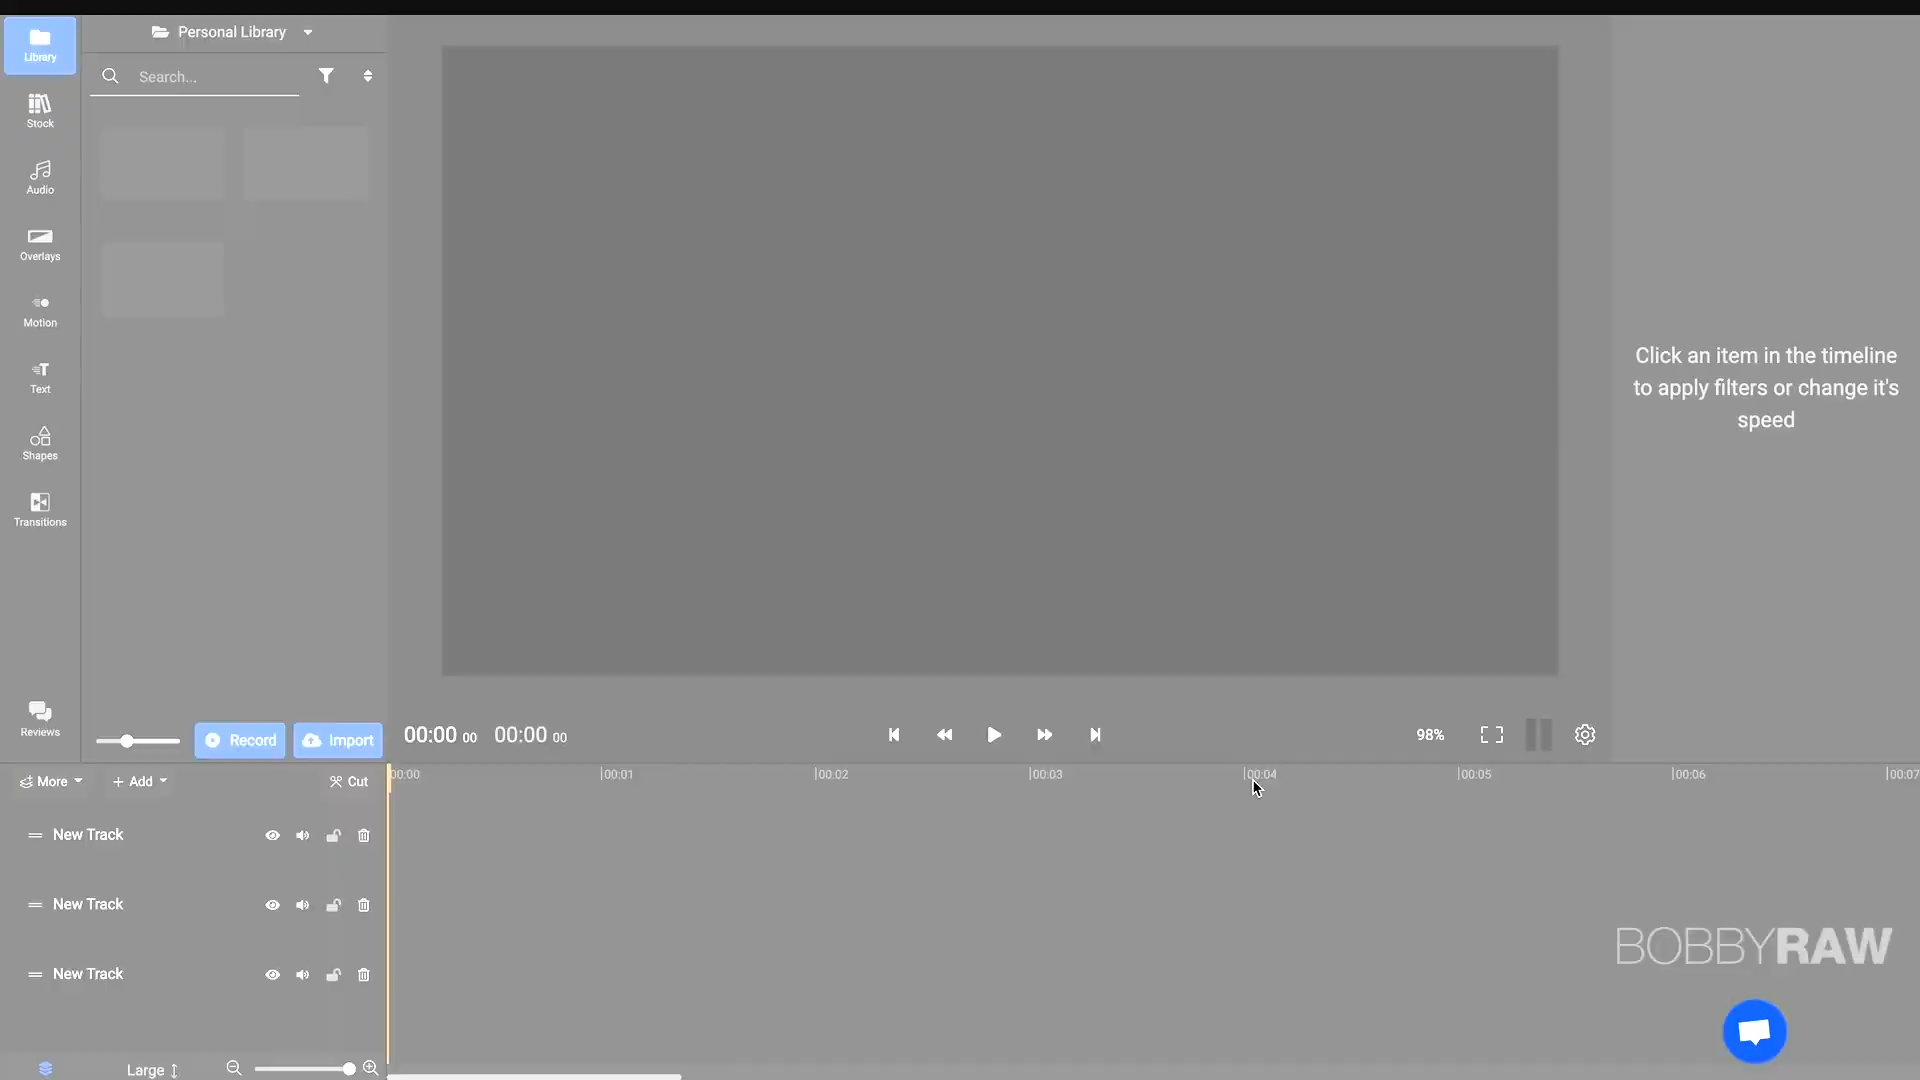 Personal Library
Library
Search...
Stock
Audio
Overlays
Motion
Text
Shapes
Transitions
Reviews
Click an item in the timeline
to apply filters or change it's
speed
Record
Import
00:00 00
00:00 00
98%
More
+ Add
Cut
00:00
00:01
00:02
00:03
00:04
00:05
00:06
00:07
New Track
New Track
New Track
BOBBYRAW
Large